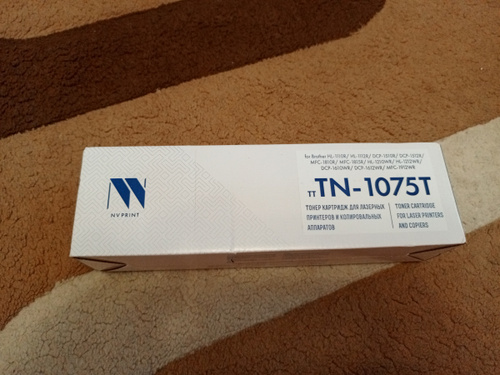 NV PRINT
for Brother HL-1110R/ HL-1112R/ DCP-1510R/ DCP-1512R/
MFC-1810R/ MFC-1815R/ HL-1210WR/ HL-1212WR/
DCP-1610WR/ DCP-1612WR/ MFC-1912WR
TT TN-1075T
ТОНЕР КАРТРИДЖ ДЛЯ ЛАЗЕРНЫХ
ПРИНТЕРОВ И КОПИРОВАЛЬНЫХ
АППАРАТОВ
TONER CARTRIDGE
FOR LASER PRINTERS
AND COPIERS